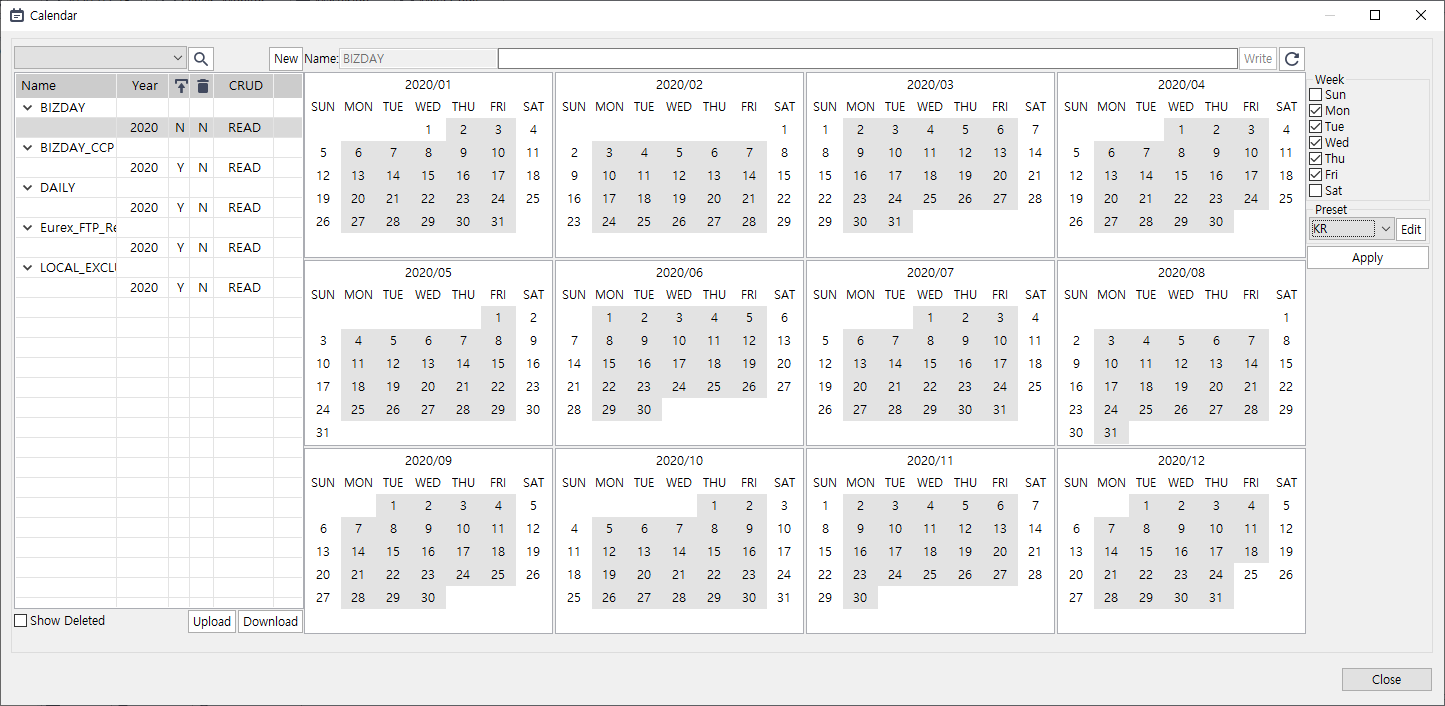 Calendar
New Name: BIZDAY Write
Name Year CRUD
BIZDAY
2020 N N READ
BIZDAY_CCP
2020 Y N READ
DAILY
2020 Y N READ
Eurex_FTP_Re
2020 Y N READ
LOCAL_EXCLU
2020 Y N READ
Show Deleted Upload Download
2020/01
SUN MON TUE WED THU FRI SAT
1 2 3 4
5 6 7 8 9 10 11
12 13 14 15 16 17 18
19 20 21 22 23 24 25
26 27 28 29 30 31
2020/02
SUN MON TUE WED THU FRI SAT
1
2 3 4 5 6 7 8
9 10 11 12 13 14 15
16 17 18 19 20 21 22
23 24 25 26 27 28 29
2020/03
SUN MON TUE WED THU FRI SAT
1 2 3 4 5 6 7
8 9 10 11 12 13 14
15 16 17 18 19 20 21
22 23 24 25 26 27 28
29 30 31
2020/04
SUN MON TUE WED THU FRI SAT
1 2 3 4
5 6 7 8 9 10 11
12 13 14 15 16 17 18
19 20 21 22 23 24 25
26 27 28 29 30
2020/05
SUN MON TUE WED THU FRI SAT
1 2
3 4 5 6 7 8 9
10 11 12 13 14 15 16
17 18 19 20 21 22 23
24 25 26 27 28 29 30
31
2020/06
SUN MON TUE WED THU FRI SAT
1 2 3 4 5 6
7 8 9 10 11 12 13
14 15 16 17 18 19 20
21 22 23 24 25 26 27
28 29 30
2020/07
SUN MON TUE WED THU FRI SAT
1 2 3 4
5 6 7 8 9 10 11
12 13 14 15 16 17 18
19 20 21 22 23 24 25
26 27 28 29 30 31
2020/08
SUN MON TUE WED THU FRI SAT
1
2 3 4 5 6 7 8
9 10 11 12 13 14 15
16 17 18 19 20 21 22
23 24 25 26 27 28 29
30 31
2020/09
SUN MON TUE WED THU FRI SAT
1 2 3 4 5
6 7 8 9 10 11 12
13 14 15 16 17 18 19
20 21 22 23 24 25 26
27 28 29 30
2020/10
SUN MON TUE WED THU FRI SAT
1 2 3
4 5 6 7 8 9 10
11 12 13 14 15 16 17
18 19 20 21 22 23 24
25 26 27 28 29 30 31
2020/11
SUN MON TUE WED THU FRI SAT
1 2 3 4 5 6 7
8 9 10 11 12 13 14
15 16 17 18 19 20 21
22 23 24 25 26 27 28
29 30
2020/12
SUN MON TUE WED THU FRI SAT
1 2 3 4 5
6 7 8 9 10 11 12
13 14 15 16 17 18 19
20 21 22 23 24 25 26
27 28 29 30 31
Week
Sun
Mon
Tue
Wed
Thu
Fri
Sat
Preset
KR Edit
Apply
Close